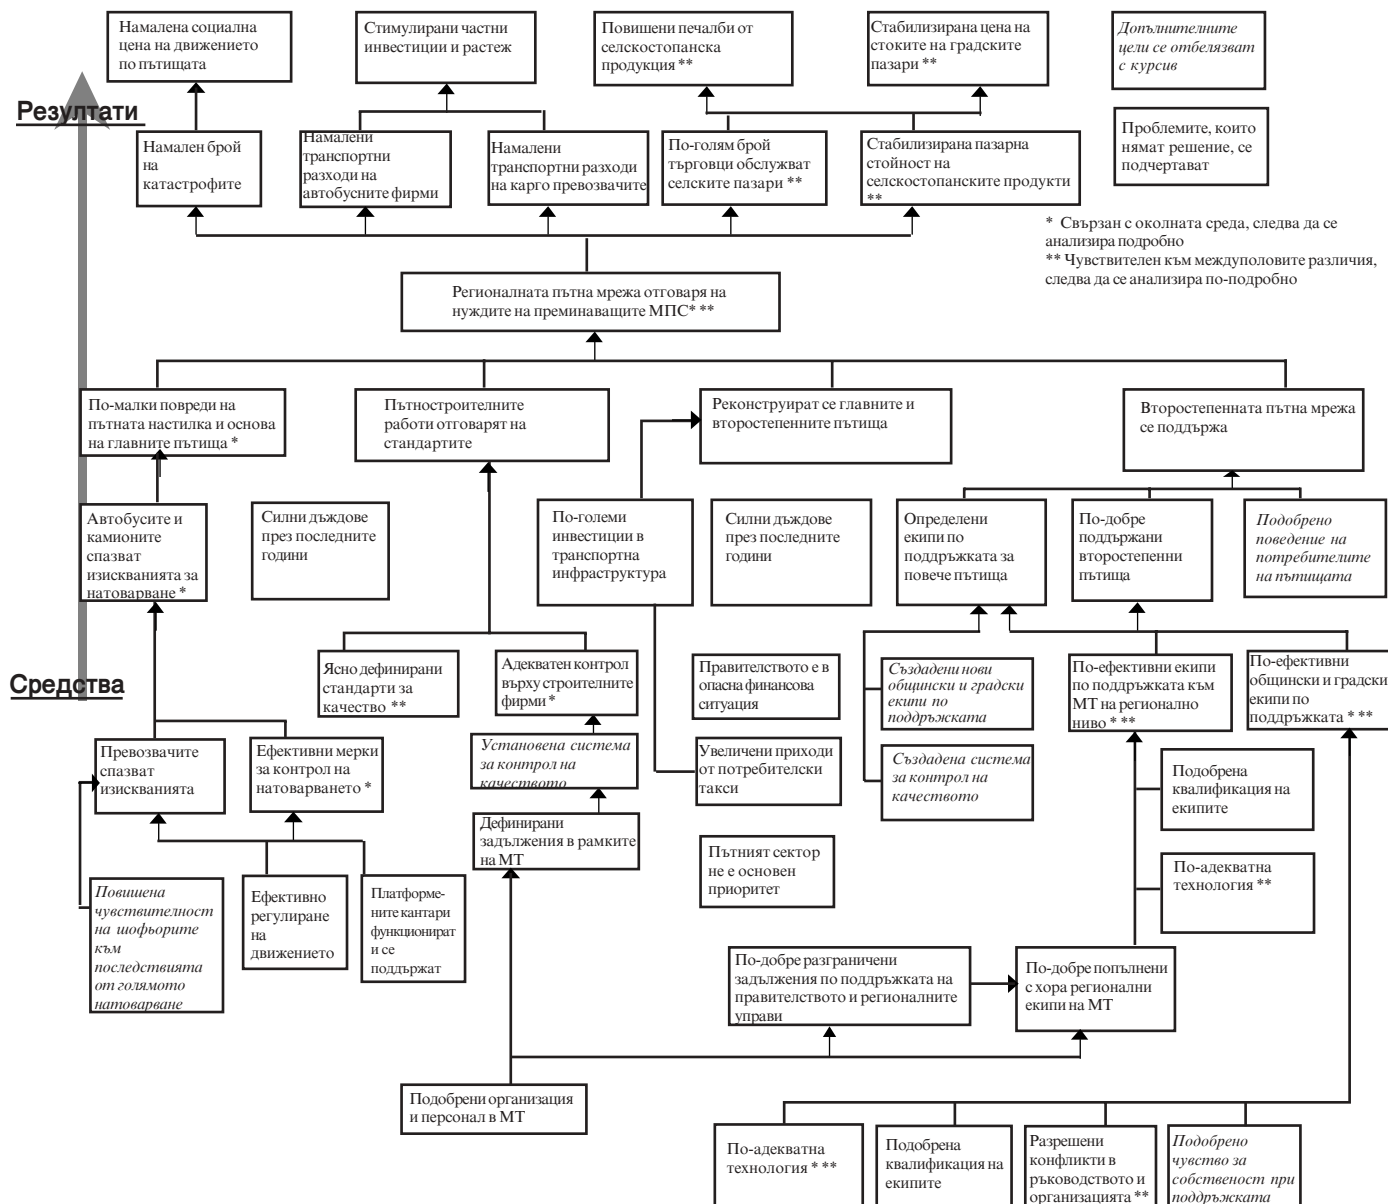 Намалена социална
цена на движението
по пътищата
Стимулирани частни
инвестиции и растеж
Повишени печалби от
селскостопанска
продукция **
Стабилизирана цена на
стоките на градските
пазари **
Допълнителните
цели се отбелязват
с курсив
Резултати
Намален брой
на
катастрофите
Намалени
транспортни
разходи на
автобусните фирми
Намалени
транспортни разходи
на карго превозвачите
По-голям брой
търговци обслужват
селските пазари **
Стабилизирана пазарна
стойност на
селскостопанските продукти
**
Проблемите, които
нямат решение, се
подчертават
* Свързан с околната среда, следва да се
анализира подробно
** Чувствителен към междуполовите различия,
следва да се анализира по-подробно
Регионалната пътна мрежа отговаря на
нуждите на преминаващите МПС* **
По-малки повреди на
пътната настилка и основа
на главните пътища *
Пътностроителните
работи отговарят на
стандартите
Реконструират се главните и
второстепенните пътища
Второстепенната пътна мрежа
се поддържа
Автобусите и
камионите
спазват
изискванията за
натоварване *
Силни дъждове
през последните
години
По-големи
инвестиции в
транспортна
инфраструктура
Силни дъждове
през последните
години
Определени
екипи по
поддръжката за
повече пътища
По-добре
поддържани
второстепенни
пътища
Подобрено
поведение на
потребителите
на пътищата
Средства
Ясно дефинирани
стандарти за
качество **
Адекватен контрол
върху строителните
фирми *
Правителството е в
опасна финансова
ситуация
Създадени нови
общински и градски
екипи по
поддръжката
По-ефективни екипи
по поддръжката към
МТ на регионално
ниво * **
По-ефективни
общински и градски
екипи по
поддръжката * **
Превозвачите
спазват
изискванията
Ефективни мерки
за контрол на
натоварването *
Установена система
за контрол на
качеството
Увеличени приходи
от потребителски
такси
Създадена система
за контрол на
качеството
Подобрена
квалификация на
екипите
Дефинирани
задължения в рамките
на МТ
Пътният сектор
не е основен
приоритет
По-адекватна
технология **
Повишена
чувствителност
на шофьорите
към
последствията
от голямото
натоварване
Ефективно
регулиране
на
движението
Платформе-
ните кантари
функционират
и се
поддържат
По-добре разграничени
задължения по поддръжката на
правителството и регионалните
управи
По-добре попълнени
с хора регионални
екипи на МТ
Подобрени организация
и персонал в МТ
По-адекватна
технология * **
Подобрена
квалификация на
екипите
Разрешени
конфликти в
ръководството и
организацията **
Подобрено
чувство за
собственост при
поддръжката